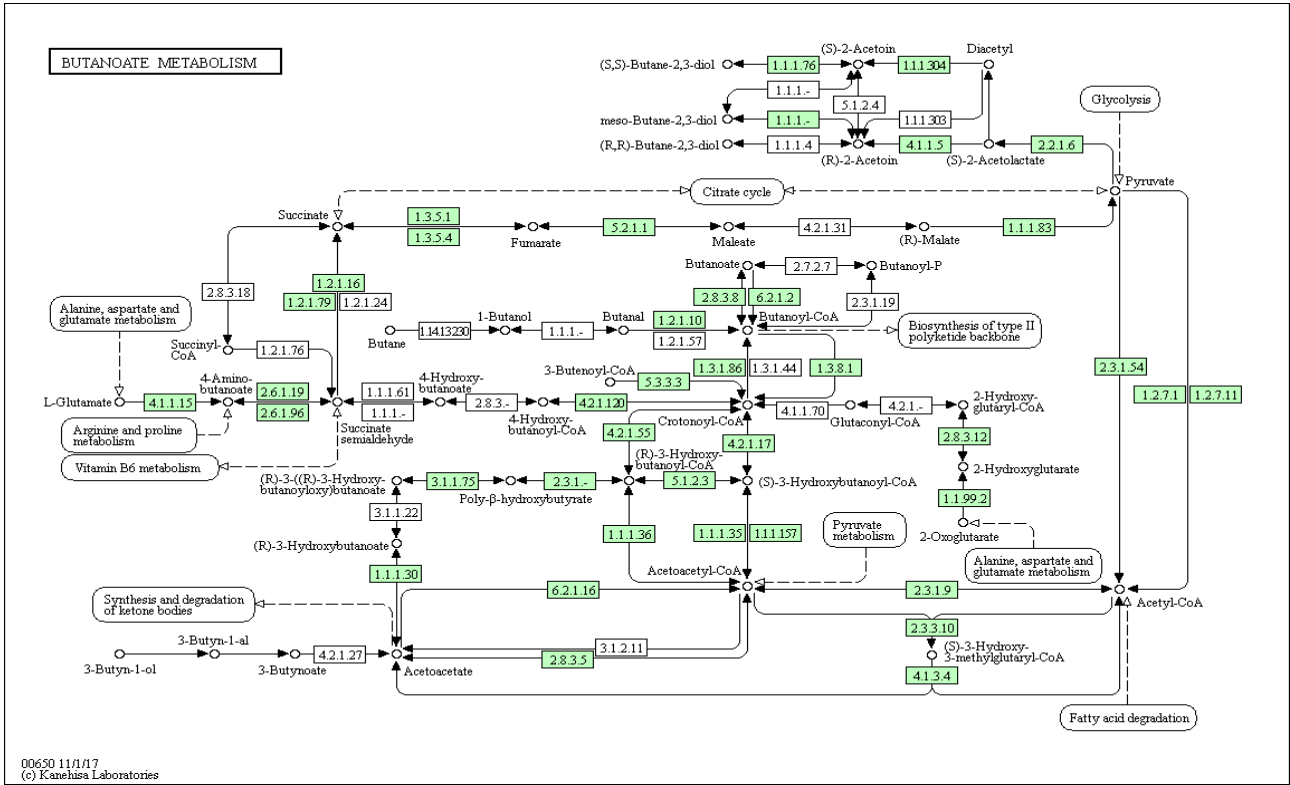 BUTANOATE METABOLISM
(S)-2-Acetoin
Diacetyl
(S,S)-Butane-2,3-diol
1.1.1.76
1.1.1.304
1.1.1.-
5.1.2.4
Glycolysis
meso-Butane-2,3-diol
1.1.1.-
1.1.1.303
(R,R)-Butane-2,3-diol
1.1.1.4
4.1.1.5
2.2.1.6
(R)-2-Acetoin
(S)-2-Acetolactate
Pyruvate
Citrate cycle
Succinate
1.3.5.1
1.3.5.4
Fumarate
5.2.1.1
Maleate
4.2.1.31
(R)-Malate
1.1.1.83
Butanoate
2.7.2.7
Butanoyl-P
2.8.3.18
1.2.1.16
1.2.1.79
1.2.1.24
2.8.3.8
6.2.1.2
2.3.1.19
Alanine, aspartate and
glutamate metabolism
1-Butanol
Butanal
1.2.1.10
Butanoyl-CoA
Butane
1.14.13.230
1.1.1.-
1.2.1.57
Biosynthesis of type II
polyketide backbone
Succinyl-
CoA
1.2.1.76
3-Butenoyl-CoA
5.3.3.3
1.3.1.86
1.3.1.44
1.3.8.1
2.3.1.54
L-Glutamate
4.1.1.15
4-Amino-
butanoate
2.6.1.19
2.6.1.96
1.1.1.61
1.1.1.-
4-Hydroxy-
butanoate
2.8.3.-
4.2.1.120
4-Hydroxy-
butanoyl-CoA
Crotonoyl-CoA
4.1.1.70
Glutaconyl-CoA
4.2.1.-
2-Hydroxy-
glutaryl-CoA
1.2.7.1
1.2.7.11
Arginine and proline
metabolism
Succinate
semialdehyde
4.2.1.55
4.2.1.17
2.8.3.12
Vitamin B6 metabolism
(R)-3-Hydroxy-
butanoyl-CoA
2-Hydroxyglutarate
(R)-3-((R)-3-Hydroxy-
butanoyloxy)butanoate
3.1.1.75
Poly-β-hydroxybutyrate
2.3.1.-
5.1.2.3
(S)-3-Hydroxybutanoyl-CoA
1.1.99.2
3.1.1.22
1.1.1.36
1.1.1.35
1.1.1.157
Pyruvate
metabolism
2-Oxoglutarate
(R)-3-Hydroxybutanoate
Alanine, aspartate and
glutamate metabolism
1.1.1.30
Acetoacetyl-CoA
6.2.1.16
2.3.1.9
Acetyl-CoA
Synthesis and degradation
of ketone bodies
2.3.3.10
3-Butyn-1-ol
3-Butyn-1-al
3-Butynoate
4.2.1.27
Acetoacetate
3.1.2.11
2.8.3.5
(S)-3-Hydroxy-
3-methylglutaryl-CoA
4.1.3.4
Fatty acid degradation
00650 11/1/17
(c) Kanehisa Laboratories